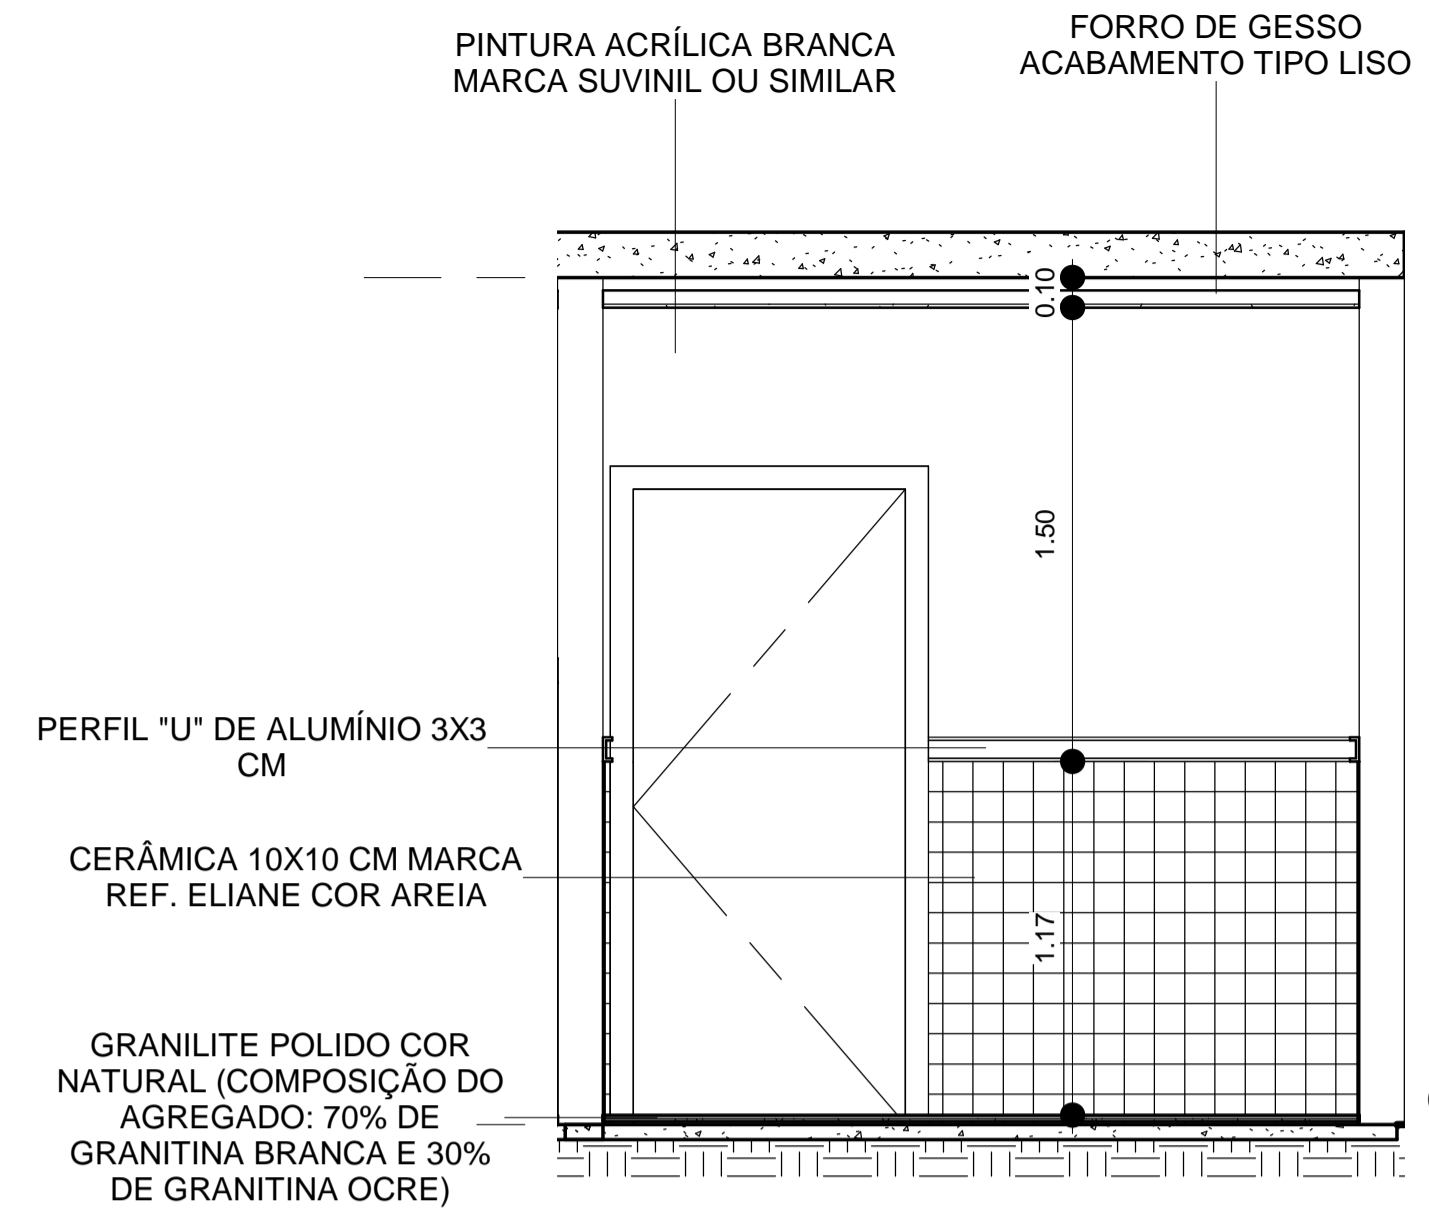 PINTURA ACRÍLICA BRANCA
MARCA SUVINIL OU SIMILAR
FORRO DE GESSO
ACABAMENTO TIPO LISO
0.10
1.50
PERFIL "U" DE ALUMÍNIO 3X3
CM
CERÂMICA 10X10 CM MARCA
REF. ELIANE COR AREIA
1.17
GRANILITE POLIDO COR
NATURAL (COMPOSIÇÃO DO
AGREGADO: 70% DE
GRANITINA BRANCA E 30%
DE GRANITINA OCRE)